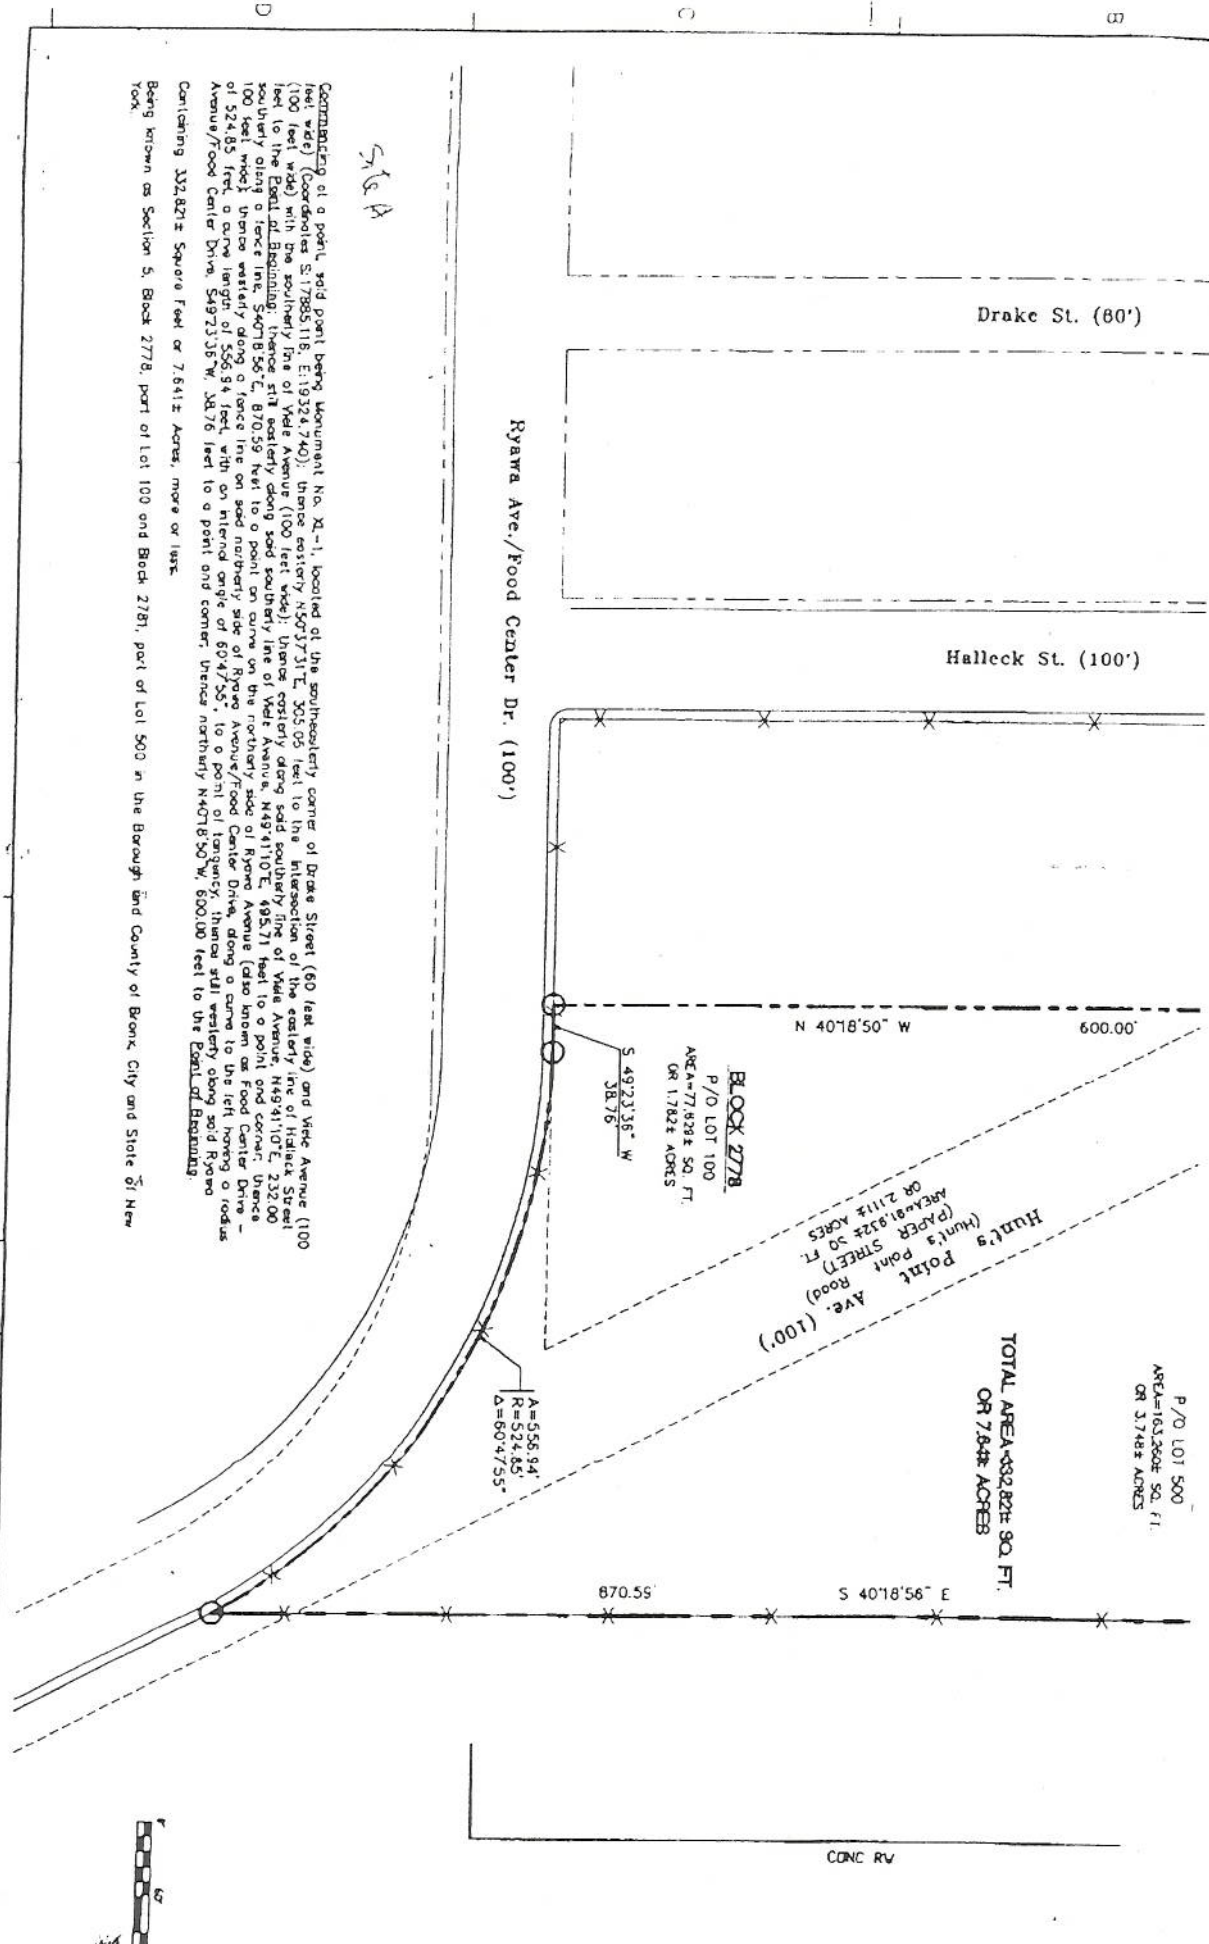 D
C
B
Drake St. (60')
Halleck St. (100')
Ryawa Ave./Food Center Dr. (100')
Site A
Commencing at a point, said point being Monument No. XL-1, located at the southeasterly corner of Drake Street (60 feet wide) and Viele Avenue (100
feet wide) (Coordinates S:17885.118, E:19324.740); thence easterly N50°37'31"E, 305.05 feet to the intersection of the easterly line of Halleck Street
(100 feet wide) with the southerly line of Viele Avenue (100 feet wide); thence easterly along said southerly line of Viele Avenue, N49°41'10"E, 232.00
feet to the Point of Beginning; thence still easterly along said southerly line of Viele Avenue, N49°41'10"E, 495.71 feet to a point and corner; thence
southerly along a fence line, S40°18'56"E, 870.59 feet to a point on curve on the northerly side of Ryawa Avenue (also known as Food Center Drive -
100 feet wide); thence westerly along a fence line on said northerly side of Ryawa Avenue/Food Center Drive, along a curve to the left having a radius
of 524.85 feet, a curve length of 556.94 feet, with an internal angle of 60°47'55", to a point of tangency; thence still westerly along said Ryawa
Avenue/Food Center Drive, S49°23'36"W, 38.76 feet to a point and corner; thence northerly N40°18'50"W, 600.00 feet to the Point of Beginning.
Containing 332,821± Square Feet or 7.641± Acres, more or less.
Being known as Section 5, Block 2778, part of Lot 100 and Block 2781, part of Lot 500 in the Borough and County of Bronx, City and State of New
York.
N 40°18'50" W
600.00'
S 49°23'36" W
38.76
BLOCK 2778
P/O LOT 100
AREA=77,629± SQ. FT.
OR 1.782± ACRES
Hunt's Point Ave. (100')
(Hunt's Point Road)
(PAPER STREET)
AREA=91,932± SQ FT.
OR 2.111± ACRES
P/O LOT 500
AREA=163,260± SQ. FT.
OR 3.748± ACRES
TOTAL AREA=332,821± SQ. FT.
OR 7.641± ACRES
A=556.94'
R=524.85'
Δ=60°47'55"
870.59'
S 40°18'56" E
CONC RW
60'